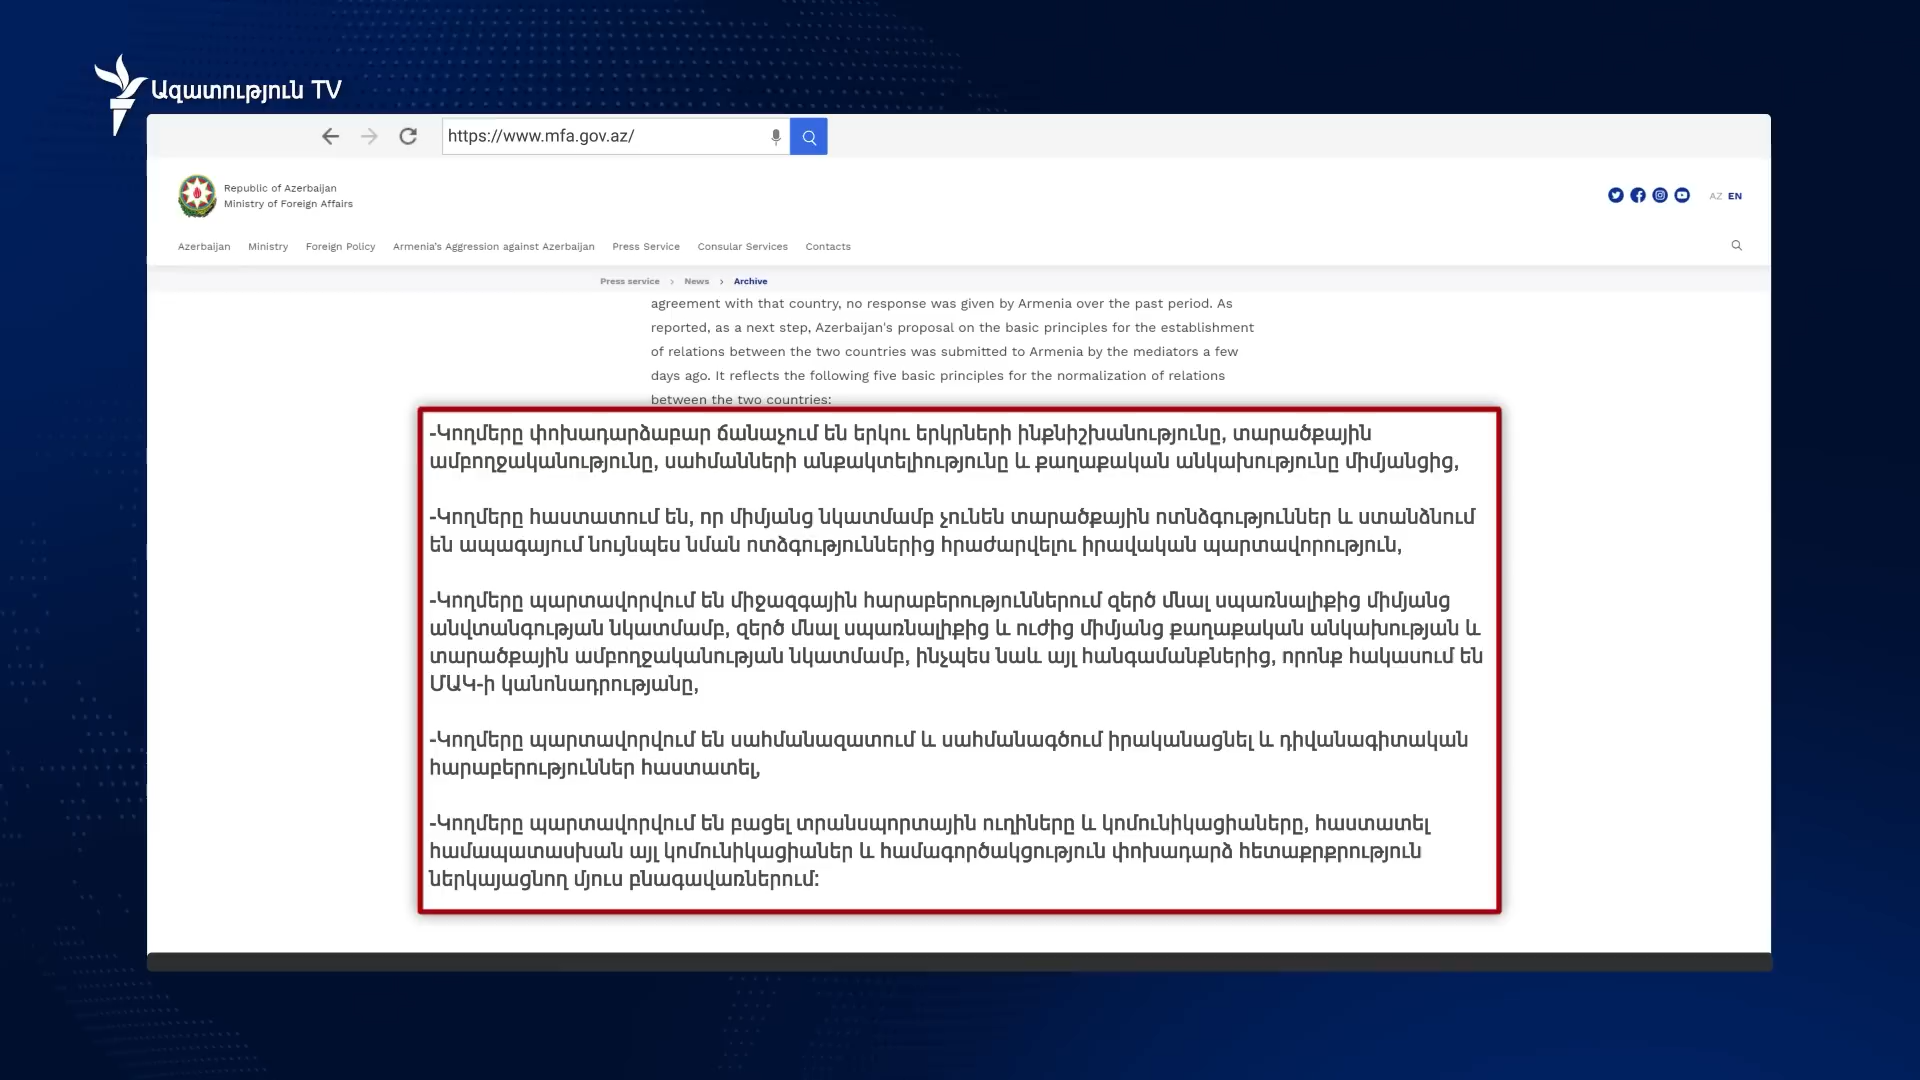 Ազատություն TV
https://www.mfa.gov.az/
Republic of Azerbaijan
Ministry of Foreign Affairs
AZ EN
Azerbaijan Ministry Foreign Policy Armenia's Aggression against Azerbaijan Press Service Consular Services Contacts
Press service > News > Archive
agreement with that country, no response was given by Armenia over the past period. As
reported, as a next step, Azerbaijan's proposal on the basic principles for the establishment
of relations between the two countries was submitted to Armenia by the mediators a few
days ago. It reflects the following five basic principles for the normalization of relations
between the two countries:
-Կողմերը փոխադարձաբար ճանաչում են երկու երկրների ինքնիշխանությունը, տարածքային
ամբողջականությունը, սահմանների անքակտելիությունը և քաղաքական անկախությունը միմյանցից,
-Կողմերը հաստատում են, որ միմյանց նկատմամբ չունեն տարածքային ոտնձգություններ և ստանձնում
են ապագայում նույնպես նման ոտձգություններից հրաժարվելու իրավական պարտավորություն,
-Կողմերը պարտավորվում են միջազգային հարաբերություններում զերծ մնալ սպառնալիքից միմյանց
անվտանգության նկատմամբ, զերծ մնալ սպառնալիքից և ուժից միմյանց քաղաքական անկախության և
տարածքային ամբողջականության նկատմամբ, ինչպես նաև այլ հանգամանքներից, որոնք հակասում են
ՄԱԿ-ի կանոնադրությանը,
-Կողմերը պարտավորվում են սահմանազատում և սահմանագծում իրականացնել և դիվանագիտական
հարաբերություններ հաստատել,
-Կողմերը պարտավորվում են բացել տրանսպորտային ուղիները և կոմունիկացիաները, հաստատել
համապատասխան այլ կոմունիկացիաներ և համագործակցություն փոխադարձ հետաքրքրություն
ներկայացնող մյուս բնագավառներում: